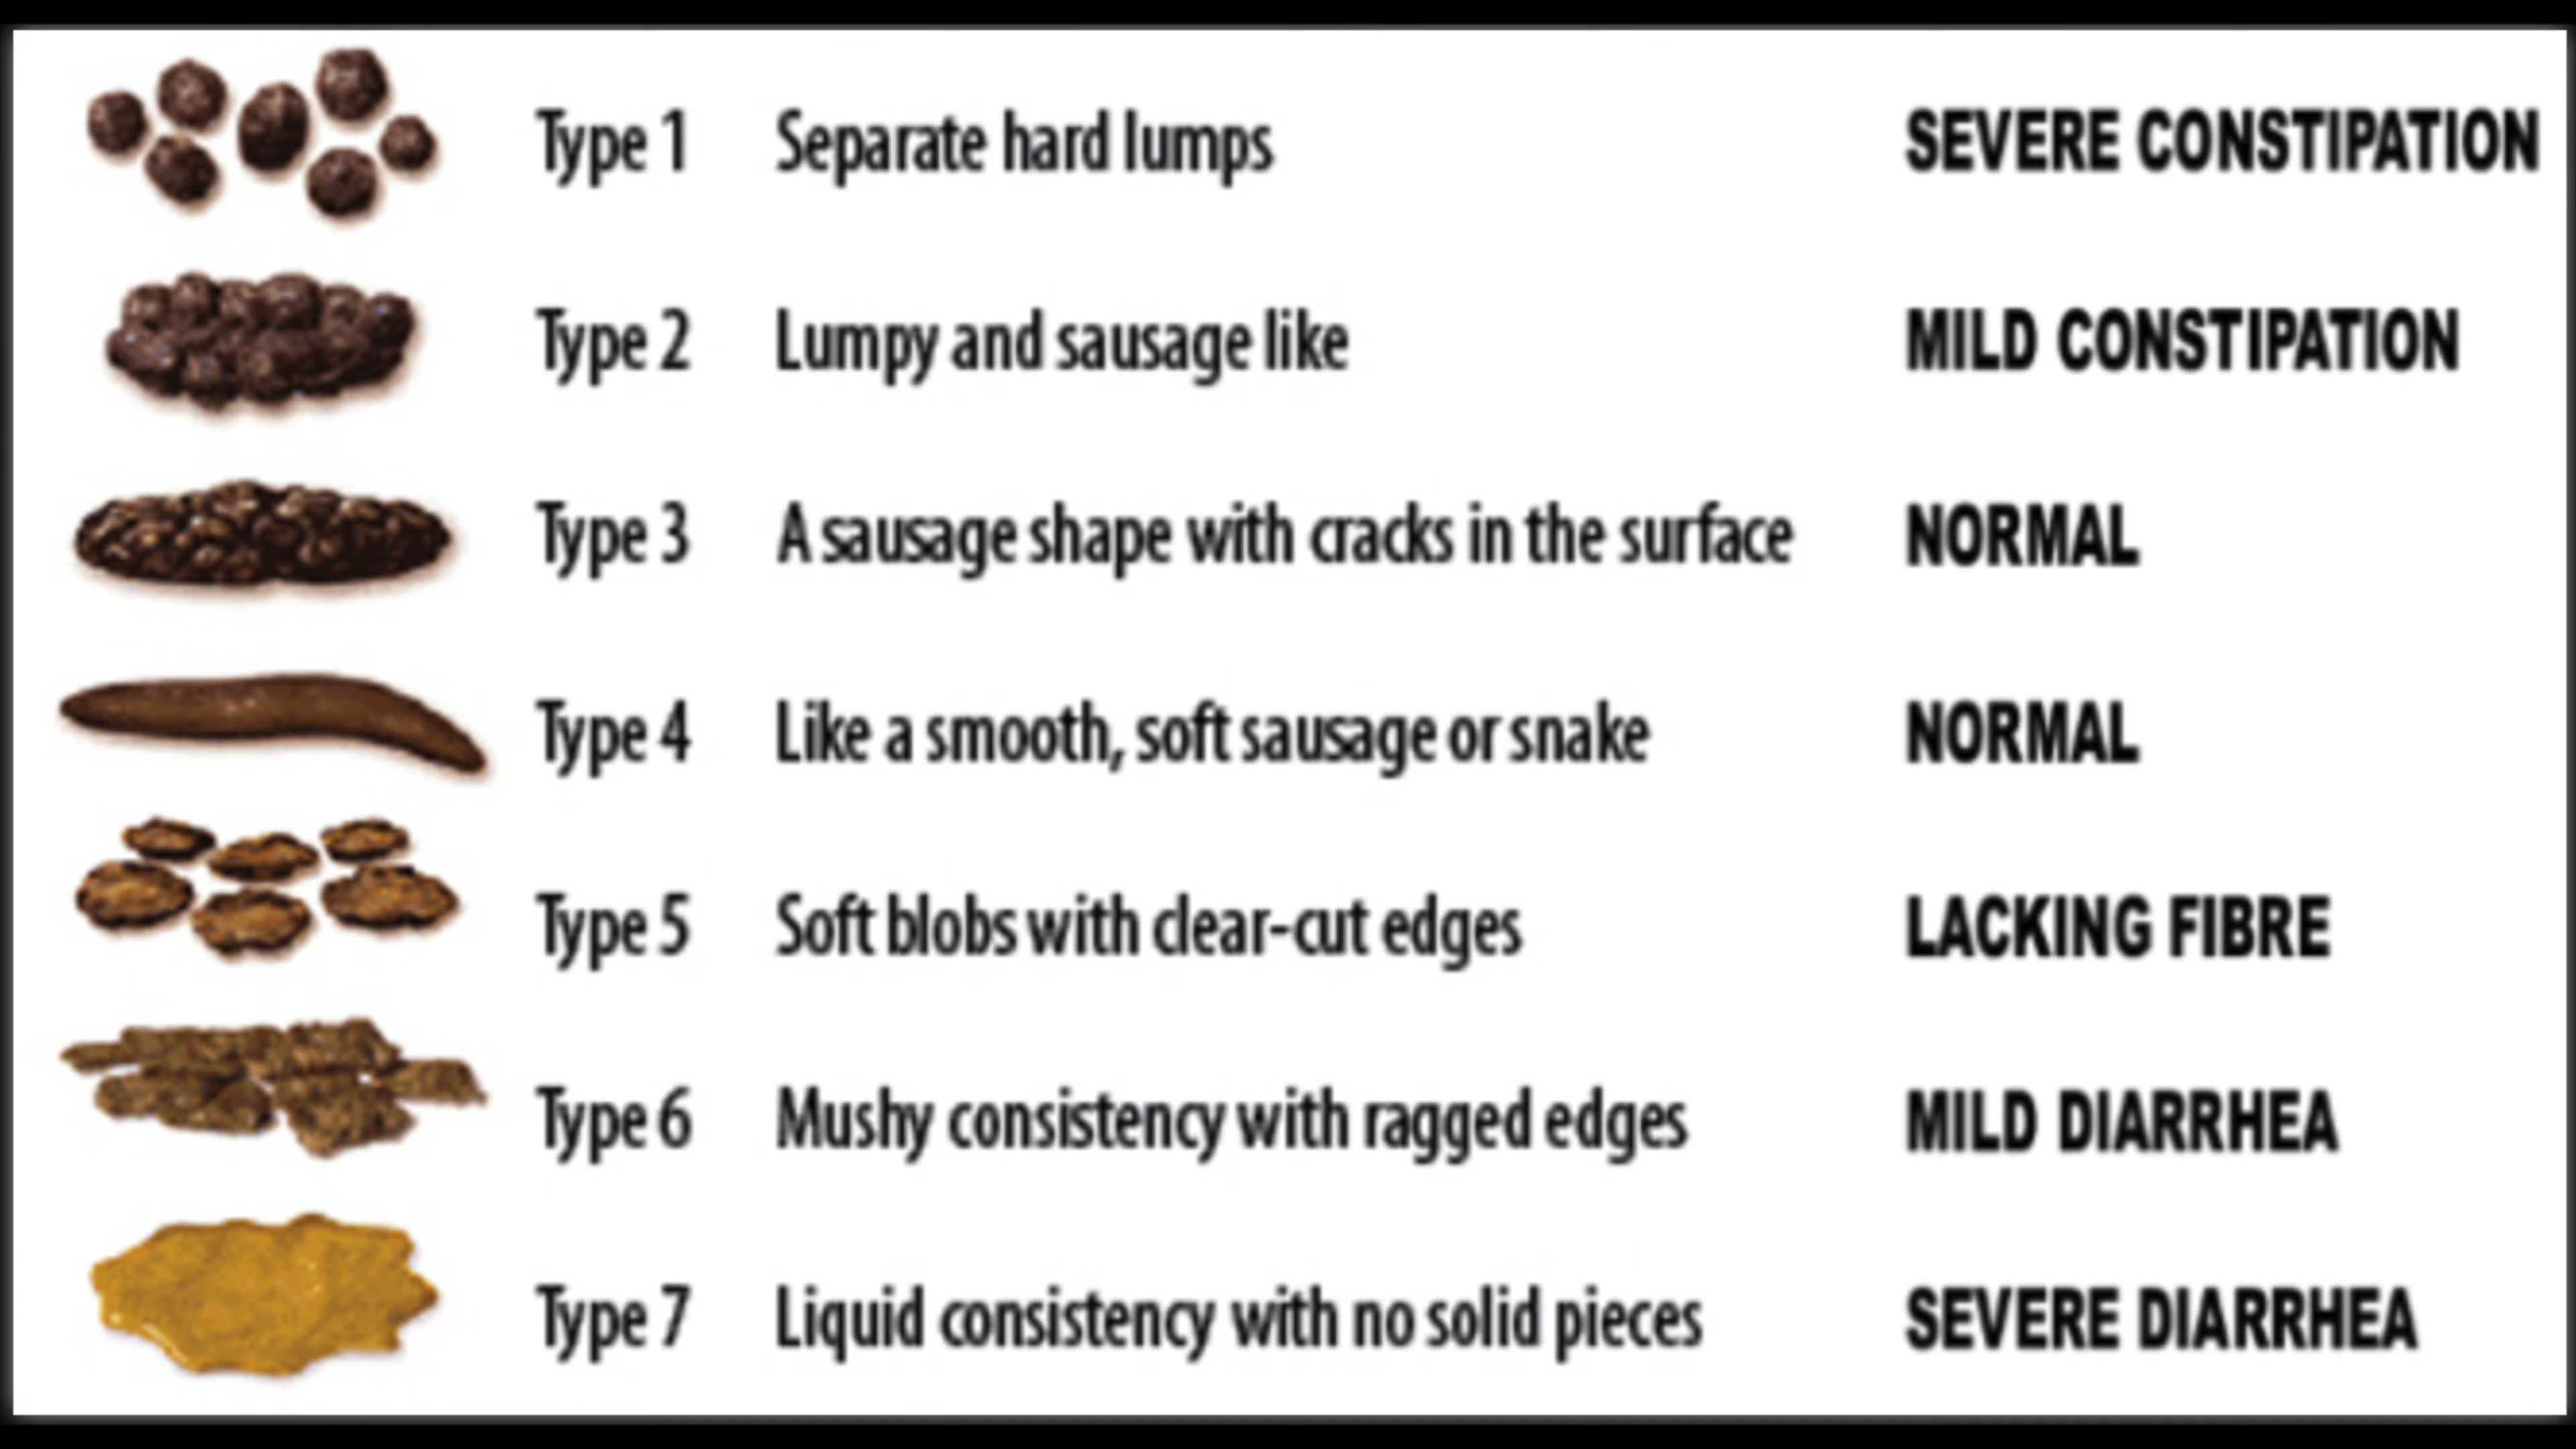 Type 1 Separate hard lumps SEVERE CONSTIPATION
Type 2 Lumpy and sausage like MILD CONSTIPATION
Type 3 A sausage shape with cracks in the surface NORMAL
Type 4 Like a smooth, soft sausage or snake NORMAL
Type 5 Soft blobs with clear-cut edges LACKING FIBRE
Type 6 Mushy consistency with ragged edges MILD DIARRHEA
Type 7 Liquid consistency with no solid pieces SEVERE DIARRHEA